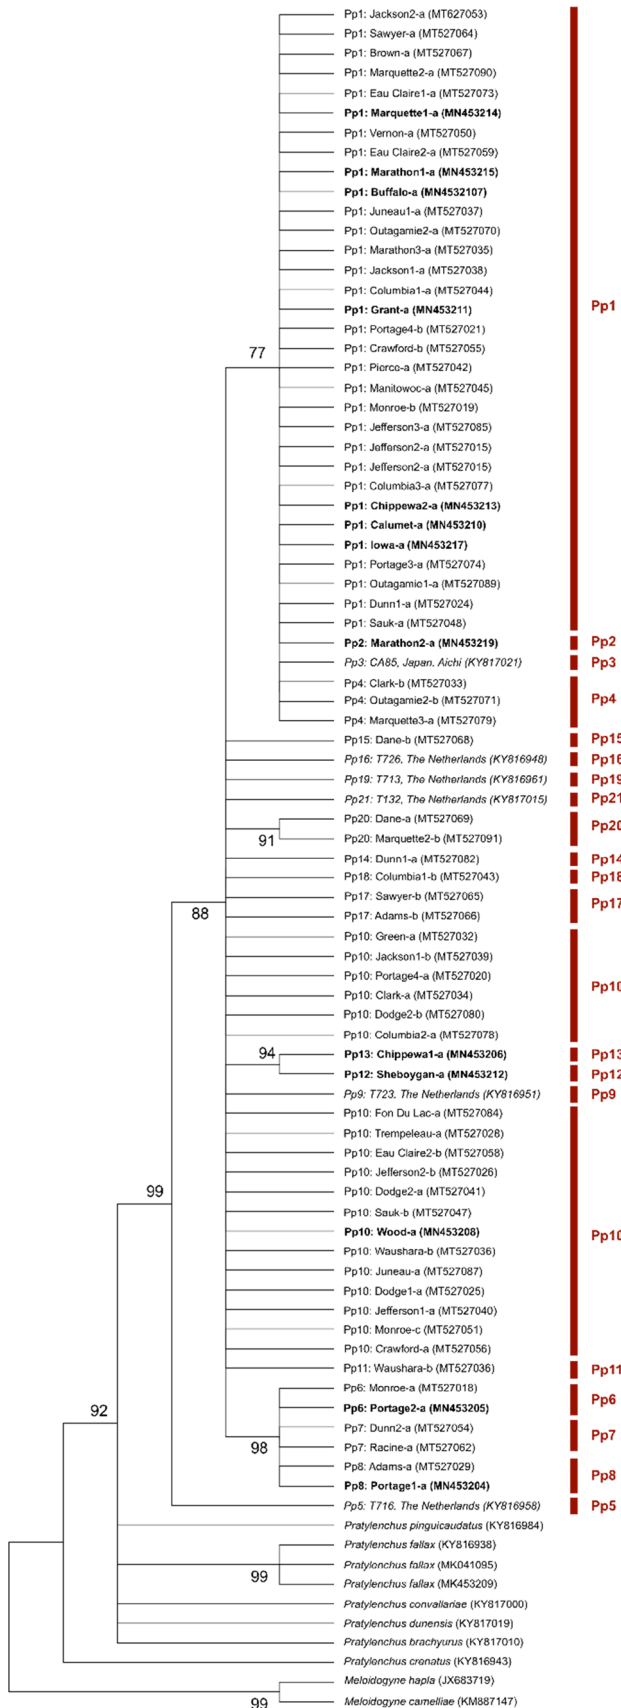 Pp1: Jackson2-a (MT627053)
Pp1: Sawyer-a (MT527064)
Pp1: Brown-a (MT527067)
Pp1: Marquette2-a (MT527090)
Pp1: Eau Claire1-a (MT527073)
Pp1: Marquette1-a (MN453214)
Pp1: Vernon-a (MT527050)
Pp1: Eau Claire2-a (MT527059)
Pp1: Marathon1-a (MN453215)
Pp1: Buffalo-a (MN4532107)
Pp1: Juneau1-a (MT527037)
Pp1: Outagamie2-a (MT527070)
Pp1: Marathon3-a (MT527035)
Pp1: Jackson1-a (MT527038)
Pp1: Columbia1-a (MT527044)
Pp1: Grant-a (MN453211)
Pp1
Pp1: Portage4-b (MT527021)
Pp1: Crawford-b (MT527055)
77
Pp1: Pierce-a (MT527042)
Pp1: Manitowoc-a (MT527045)
Pp1: Monroe-b (MT527019)
Pp1: Jefferson3-a (MT527085)
Pp1: Jefferson2-a (MT527015)
Pp1: Jefferson2-a (MT527015)
Pp1: Columbia3-a (MT527077)
Pp1: Chippewa2-a (MN453213)
Pp1: Calumet-a (MN453210)
Pp1: Iowa-a (MN453217)
Pp1: Portage3-a (MT527074)
Pp1: Outagamie1-a (MT527089)
Pp1: Dunn1-a (MT527024)
Pp1: Sauk-a (MT527048)
Pp2: Marathon2-a (MN453219) Pp2
Pp3: CA85, Japan. Aichi (KY817021) Pp3
Pp4: Clark-b (MT527033)
Pp4: Outagamie2-b (MT527071) Pp4
Pp4: Marquette3-a (MT527079)
Pp15: Dane-b (MT527068) Pp15
Pp16: T726, The Netherlands (KY816948) Pp16
Pp19: T713, The Netherlands (KY816961) Pp19
Pp21: T132, The Netherlands (KY817015) Pp21
Pp20: Dane-a (MT527069)
Pp20
91
Pp20: Marquette2-b (MT527091)
Pp14: Dunn1-a (MT527082) Pp14
Pp18: Columbia1-b (MT527043) Pp18
Pp17: Sawyer-b (MT527065)
Pp17
88
Pp17: Adams-b (MT527066)
Pp10: Green-a (MT527032)
Pp10: Jackson1-b (MT527039)
Pp10: Portage4-a (MT527020)
Pp10
Pp10: Clark-a (MT527034)
Pp10: Dodge2-b (MT527080)
Pp10: Columbia2-a (MT527078)
94
Pp13: Chippewa1-a (MN453206) Pp13
Pp12: Sheboygan-a (MN453212) Pp12
Pp9: T723, The Netherlands (KY816951) Pp9
Pp10: Fon Du Lac-a (MT527084)
Pp10: Trempeleau-a (MT527028)
Pp10: Eau Claire2-b (MT527058)
Pp10: Jefferson2-b (MT527026)
99
Pp10: Dodge2-a (MT527041)
Pp10: Sauk-b (MT527047)
Pp10: Wood-a (MN453208) Pp10
Pp10: Waushara-b (MT527036)
Pp10: Juneau-a (MT527087)
Pp10: Dodge1-a (MT527025)
Pp10: Jefferson1-a (MT527040)
Pp10: Monroe-c (MT527051)
Pp10: Crawford-a (MT527056)
Pp11: Waushara-b (MT527036) Pp11
Pp6: Monroe-a (MT527018)
Pp6
92
Pp6: Portage2-a (MN453205)
Pp7: Dunn2-a (MT527054)
Pp7
98
Pp7: Racine-a (MT527062)
Pp8: Adams-a (MT527029)
Pp8
Pp8: Portage1-a (MN453204)
Pp5: T716, The Netherlands (KY816958) Pp5
Pratylenchus pinguicaudatus (KY816984)
Pratylenchus fallax (KY816938)
Pratylenchus fallax (MK041095)
99
Pratylenchus fallax (MK453209)
Pratylenchus convallariae (KY817000)
Pratylenchus dunensis (KY817019)
Pratylenchus brachyurus (KY817010)
Pratylenchus crenatus (KY816943)
Meloidogyne hapla (JX683719)
99
Meloidogyne camelliae (KM887147)